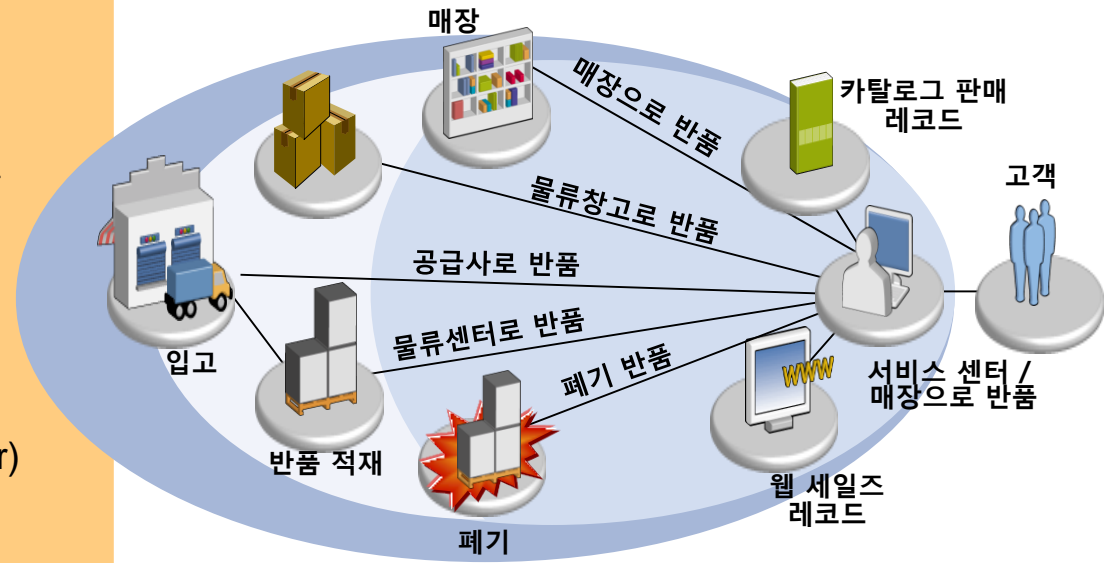 매장
매장으로 반품
카탈로그 판매
레코드
고객
물류창고로 반품
공급사로 반품
물류센터로 반품
폐기 반품
입고
서비스 센터 /
매장으로 반품
반품 적재
r)
웹 세일즈
레코드
WWW
폐기